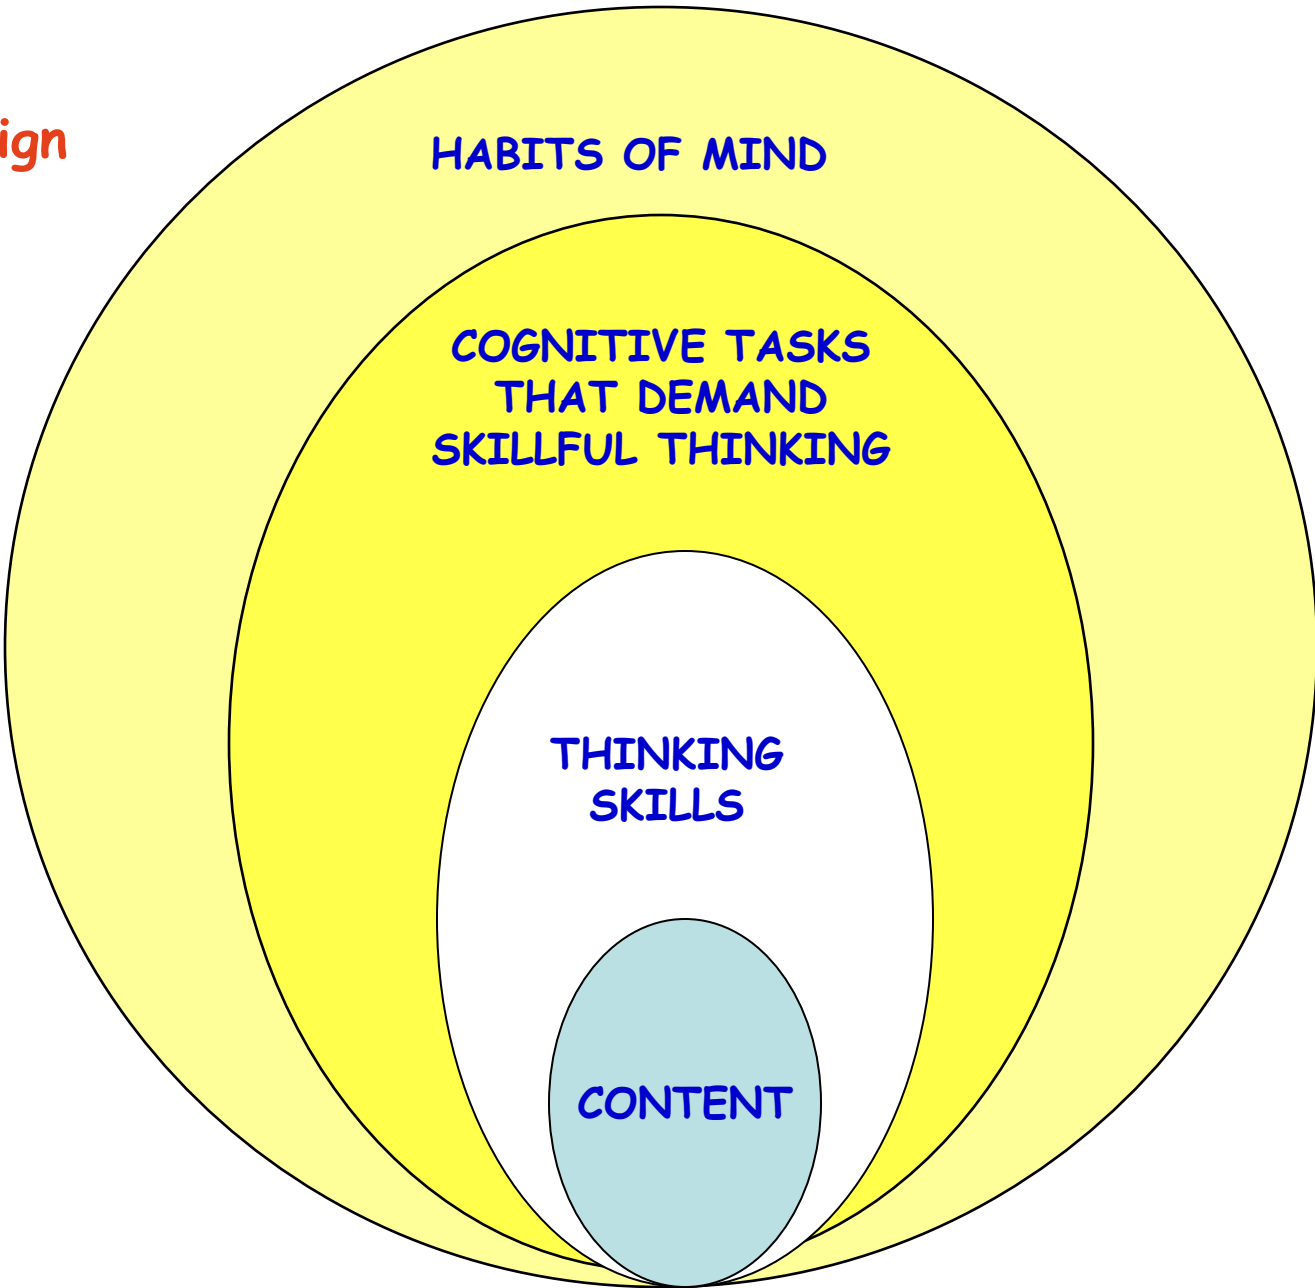 ign
HABITS OF MIND
COGNITIVE TASKS
THAT DEMAND
SKILLFUL THINKING
THINKING
SKILLS
CONTENT